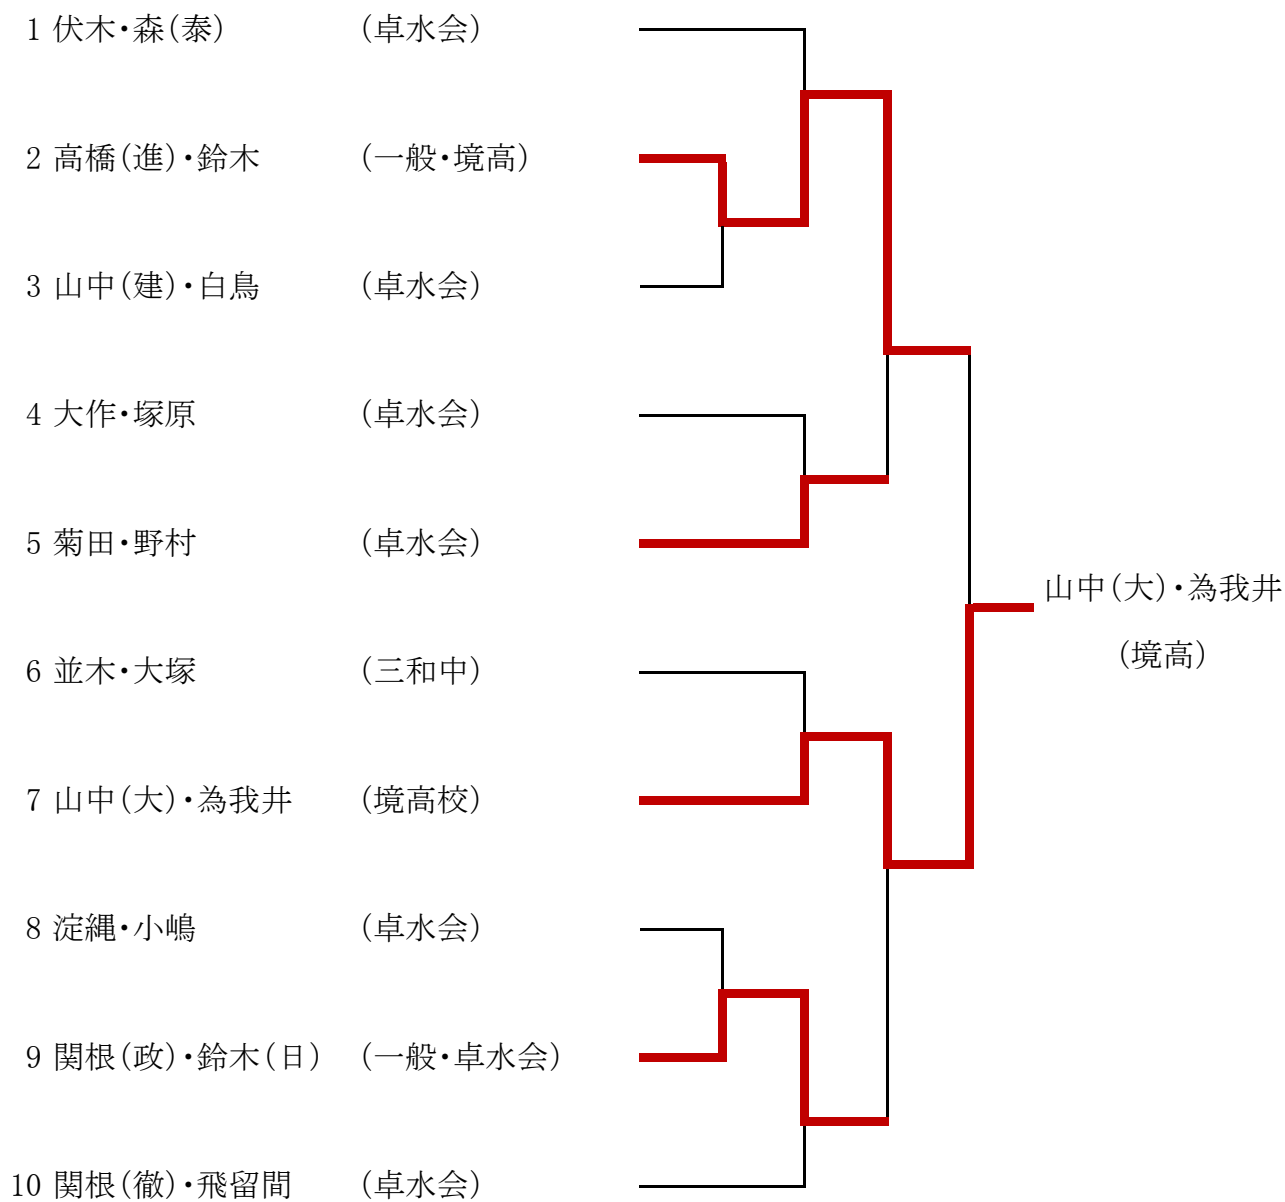 1 伏木・森(泰) (卓水会)
2 高橋(進)・鈴木 (一般・境高)
3 山中(建)・白鳥 (卓水会)
4 大作・塚原 (卓水会)
5 菊田・野村 (卓水会)
山中(大)・為我井
(境高)
6 並木・大塚 (三和中)
7 山中(大)・為我井 (境高校)
8 淀縄・小嶋 (卓水会)
9 関根(政)・鈴木(日) (一般・卓水会)
10 関根(徹)・飛留間 (卓水会)